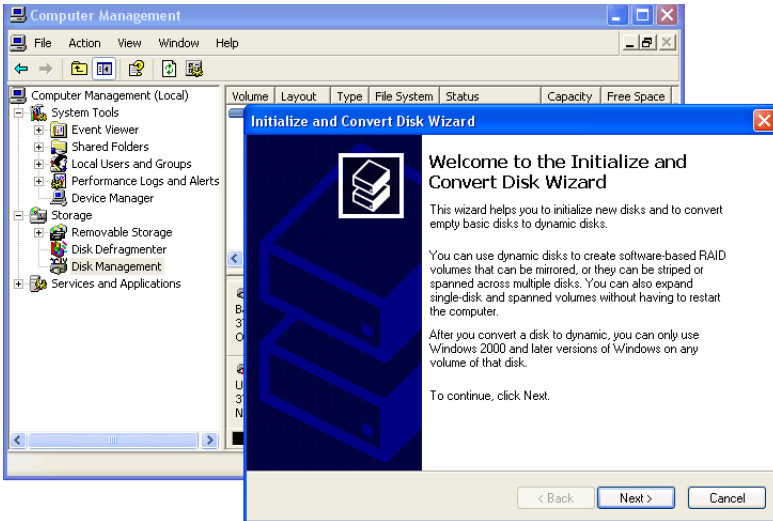 Computer Management
File Action View Window Help
Computer Management (Local)
System Tools
Event Viewer
Shared Folders
Local Users and Groups
Performance Logs and Alerts
Device Manager
Storage
Removable Storage
Disk Defragmenter
Disk Management
Services and Applications
Volume Layout Type File System Status Capacity Free Space
Initialize and Convert Disk Wizard
Welcome to the Initialize and
Convert Disk Wizard
This wizard helps you to initialize new disks and to convert
empty basic disks to dynamic disks.
You can use dynamic disks to create software-based RAID
volumes that can be mirrored, or they can be striped or
spanned across multiple disks. You can also expand
single-disk and spanned volumes without having to restart
the computer.
After you convert a disk to dynamic, you can only use
Windows 2000 and later versions of Windows on any
volume of that disk.
To continue, click Next.
< Back Next > Cancel